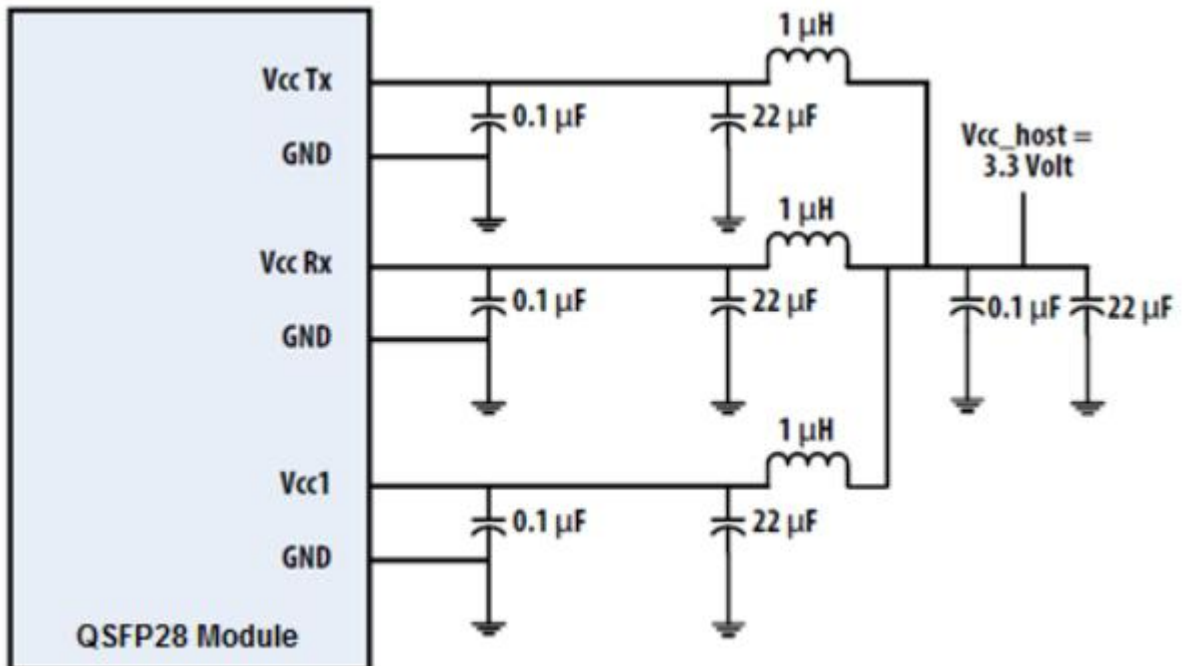 1 µH
Vcc Tx
0.1 µF
22 µF
GND
Vcc_host =
3.3 Volt
1 µH
Vcc Rx
0.1 µF
22 µF
0.1 µF
22 µF
GND
1 µH
Vcc1
0.1 µF
22 µF
GND
QSFP28 Module